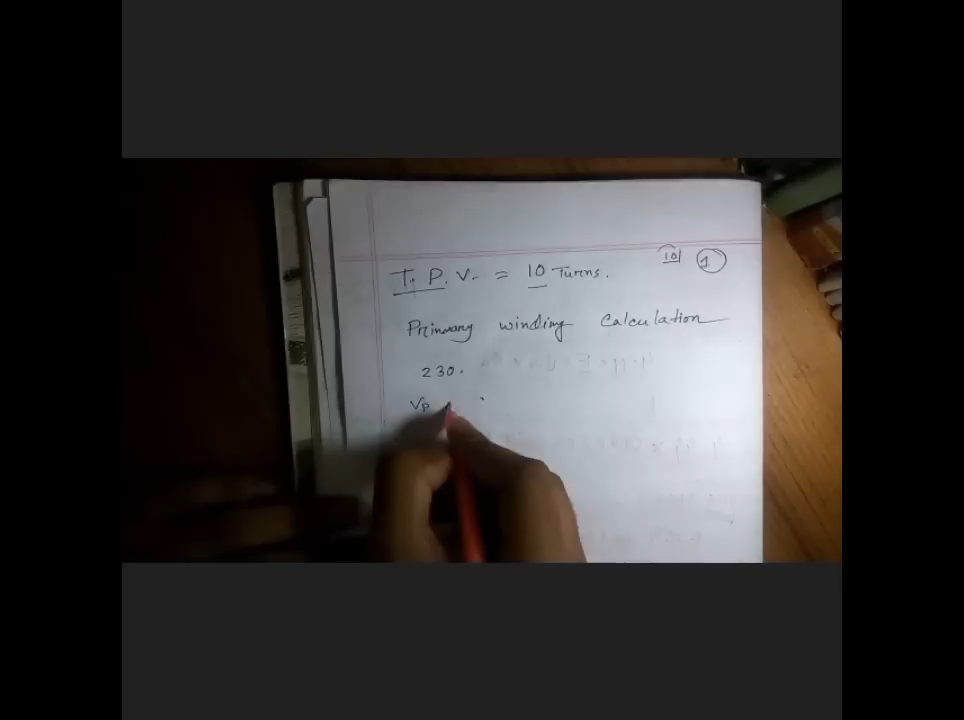 10 1
T. P. V. = 10 Turns.
Primary winding Calculation
230.
Vp